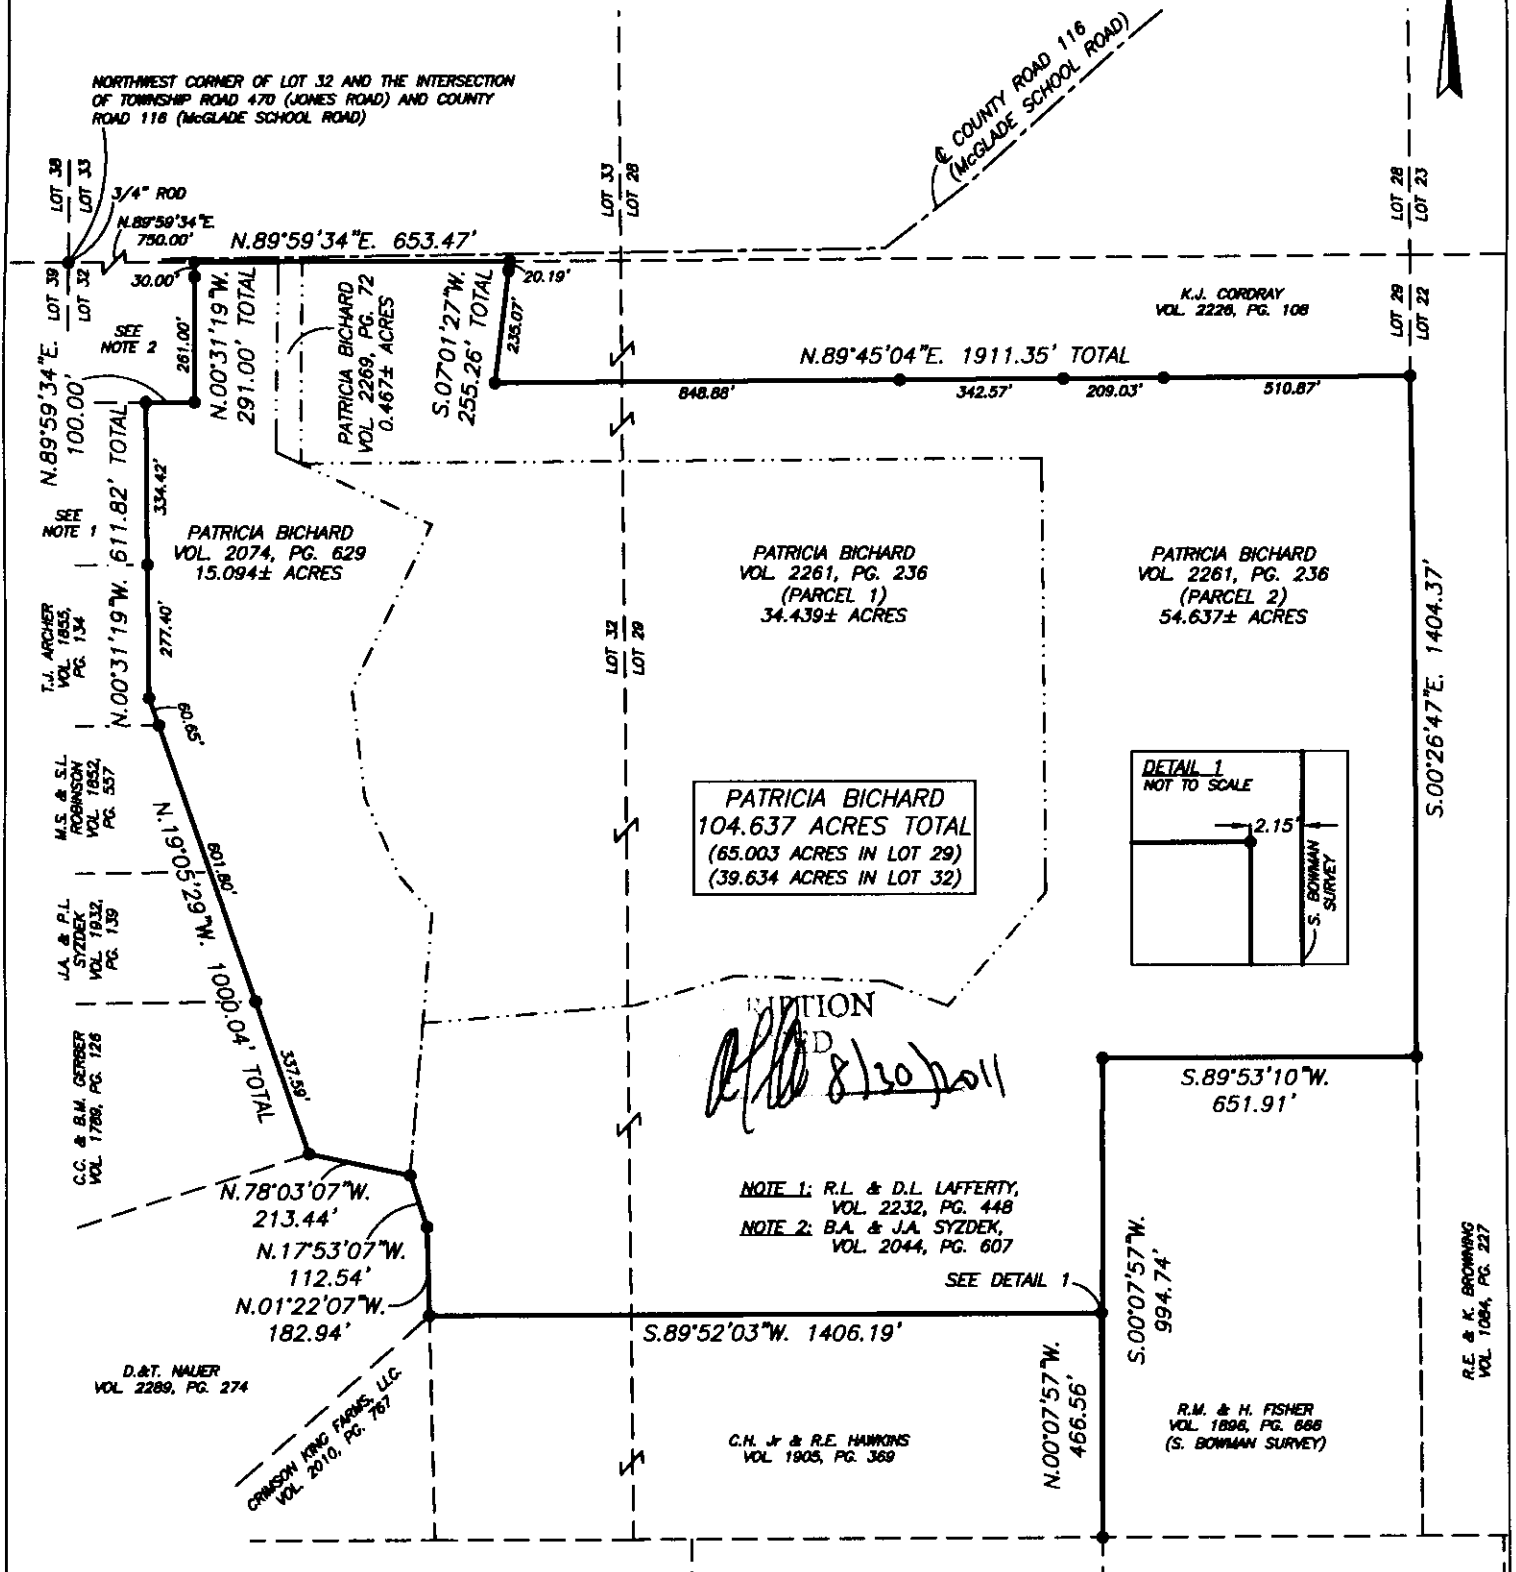 NORTHWEST CORNER OF LOT 32 AND THE INTERSECTION
OF TOWNSHIP ROAD 470 (JONES ROAD) AND COUNTY
ROAD 116 (McGLADE SCHOOL ROAD)
℄ COUNTY ROAD 116
(McGLADE SCHOOL ROAD)
LOT 38
LOT 33
LOT 33
LOT 28
LOT 28
LOT 23
3/4" ROD
N.89°59'34"E.
750.00'
N.89°59'34"E. 653.47'
LOT 39
LOT 32
30.00'
20.19'
SEE
NOTE 2
261.00'
N.00°31'19"W.
291.00' TOTAL
PATRICIA BICHARD
VOL. 2269, PG. 72
0.467± ACRES
S.07°01'27"W.
255.26' TOTAL
235.07'
K.J. CORDRAY
VOL. 2226, PG. 108
LOT 29
LOT 22
N.89°45'04"E. 1911.35' TOTAL
848.88'
342.57'
209.03'
510.87'
N.89°59'34"E.
100.00'
SEE
NOTE 1
N.00°31'19"W. 611.82' TOTAL
334.42'
277.40'
PATRICIA BICHARD
VOL. 2074, PG. 629
15.094± ACRES
PATRICIA BICHARD
VOL. 2261, PG. 236
(PARCEL 1)
34.439± ACRES
PATRICIA BICHARD
VOL. 2261, PG. 236
(PARCEL 2)
54.637± ACRES
S.00°26'47"E. 1404.37'
T.J. ARCHER
VOL. 1855,
PG. 134
LOT 32
LOT 29
60.65'
M.S. & S.L.
ROBINSON
VOL. 1852,
PG. 557
N.19°05'29"W. 1000.04' TOTAL
601.80'
PATRICIA BICHARD
104.637 ACRES TOTAL
(65.003 ACRES IN LOT 29)
(39.634 ACRES IN LOT 32)
DETAIL 1
NOT TO SCALE
2.15'
S. BOWMAN
SURVEY
J.A. & P.L.
SYZDEK
VOL. 1932,
PG. 139
C.C. & B.M. GERBER
VOL. 1789, PG. 126
337.59'
8/30/2011
S.89°53'10"W.
651.91'
N.78°03'07"W.
213.44'
N.17°53'07"W.
112.54'
N.01°22'07"W.
182.94'
NOTE 1: R.L. & D.L. LAFFERTY,
VOL. 2232, PG. 448
NOTE 2: B.A. & J.A. SYZDEK,
VOL. 2044, PG. 607
SEE DETAIL 1
S.89°52'03"W. 1406.19'
N.00°07'57"W.
466.56'
S.00°07'57"W.
994.74'
R.E. & K. BROWNING
VOL. 1084, PG. 227
D.&T. NAUER
VOL. 2289, PG. 274
CRIMSON KING FARMS, LLC.
VOL. 2010, PG. 767
C.H. Jr & R.E. HAWKINS
VOL. 1905, PG. 369
R.M. & H. FISHER
VOL. 1896, PG. 666
(S. BOWMAN SURVEY)